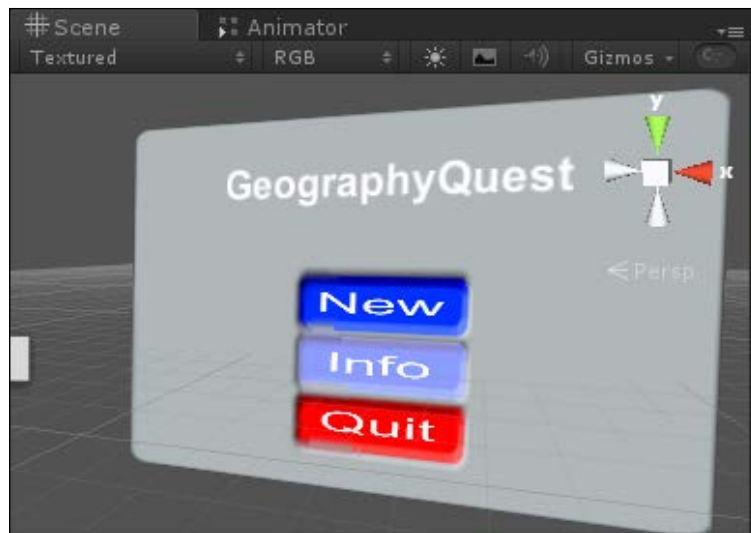 Scene Animator
Textured RGB Gizmos
y
GeographyQuest
x
Persp
New
Info
Quit